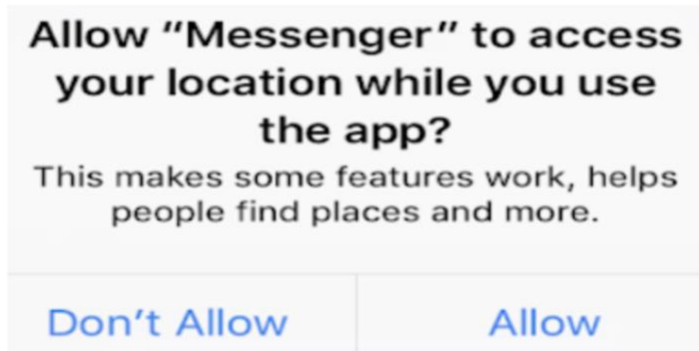 Allow “Messenger” to access
your location while you use
the app?
This makes some features work, helps
people find places and more.
Don’t Allow
Allow